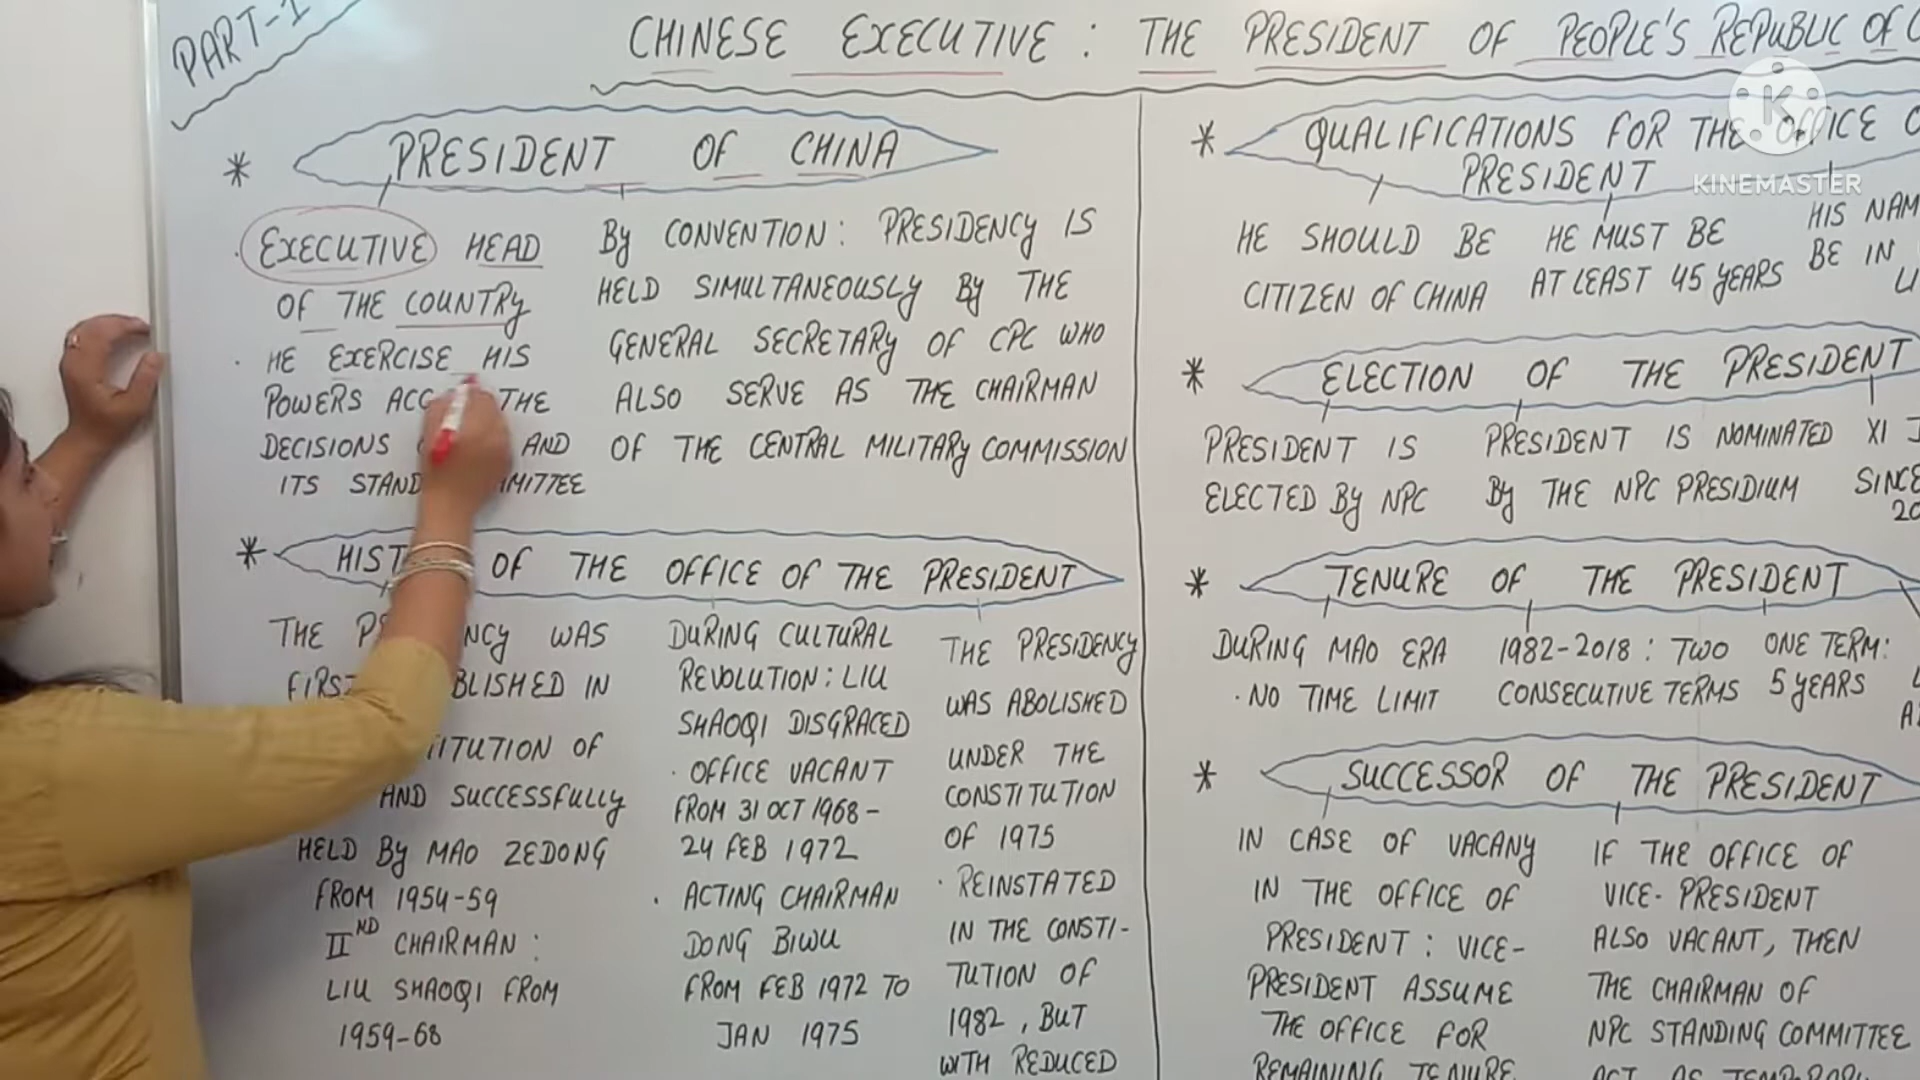 PART-1
CHINESE EXECUTIVE : THE PRESIDENT OF PEOPLE'S REPUBLIC OF
* PRESIDENT OF CHINA
· EXECUTIVE HEAD
OF THE COUNTRY
· HE EXERCISE HIS
POWERS THE
DECISIONS AND
ITS
BY CONVENTION : PRESIDENCY IS
HELD SIMULTANEOUSLY BY THE
GENERAL SECRETARY OF CPC WHO
ALSO SERVE AS THE CHAIRMAN
OF THE CENTRAL MILITARY COMMISSION
* OF THE OFFICE OF THE PRESIDENT
THE WAS
IN
OF
AND SUCCESSFULLY
HELD BY MAO ZEDONG
FROM 1954-59
IIND CHAIRMAN :
LIU SHAOQI FROM
1959-68
DURING CULTURAL
REVOLUTION : LIU
SHAOQI DISGRACED
· OFFICE VACANT
FROM 31 OCT 1968-
24 FEB 1972
· ACTING CHAIRMAN
DONG BIWU
FROM FEB 1972 TO
JAN 1975
THE PRESIDENCY
WAS ABOLISHED
UNDER THE
CONSTITUTION
OF 1975
· REINSTATED
IN THE CONSTI-
TUTION OF
1982, BUT
WITH REDUCED
* QUALIFICATIONS FOR THE OFFICE
PRESIDENT
HE SHOULD BE
CITIZEN OF CHINA
HE MUST BE
AT LEAST 45 YEARS
HIS
BE IN
* ELECTION OF THE PRESIDENT
PRESIDENT IS
ELECTED BY NPC
PRESIDENT IS NOMINATED
BY THE NPC PRESIDIUM
XI
SINCE
* TENURE OF THE PRESIDENT
DURING MAO ERA
· NO TIME LIMIT
1982-2018 : TWO
CONSECUTIVE TERMS
ONE TERM :
5 YEARS
* SUCCESSOR OF THE PRESIDENT
IN CASE OF VACANY
IN THE OFFICE OF
PRESIDENT : VICE-
PRESIDENT ASSUME
THE OFFICE FOR
REMAINING TENURE
IF THE OFFICE OF
VICE-PRESIDENT
ALSO VACANT, THEN
THE CHAIRMAN OF
NPC STANDING COMMITTEE
ACT AS
K
KINEMASTER